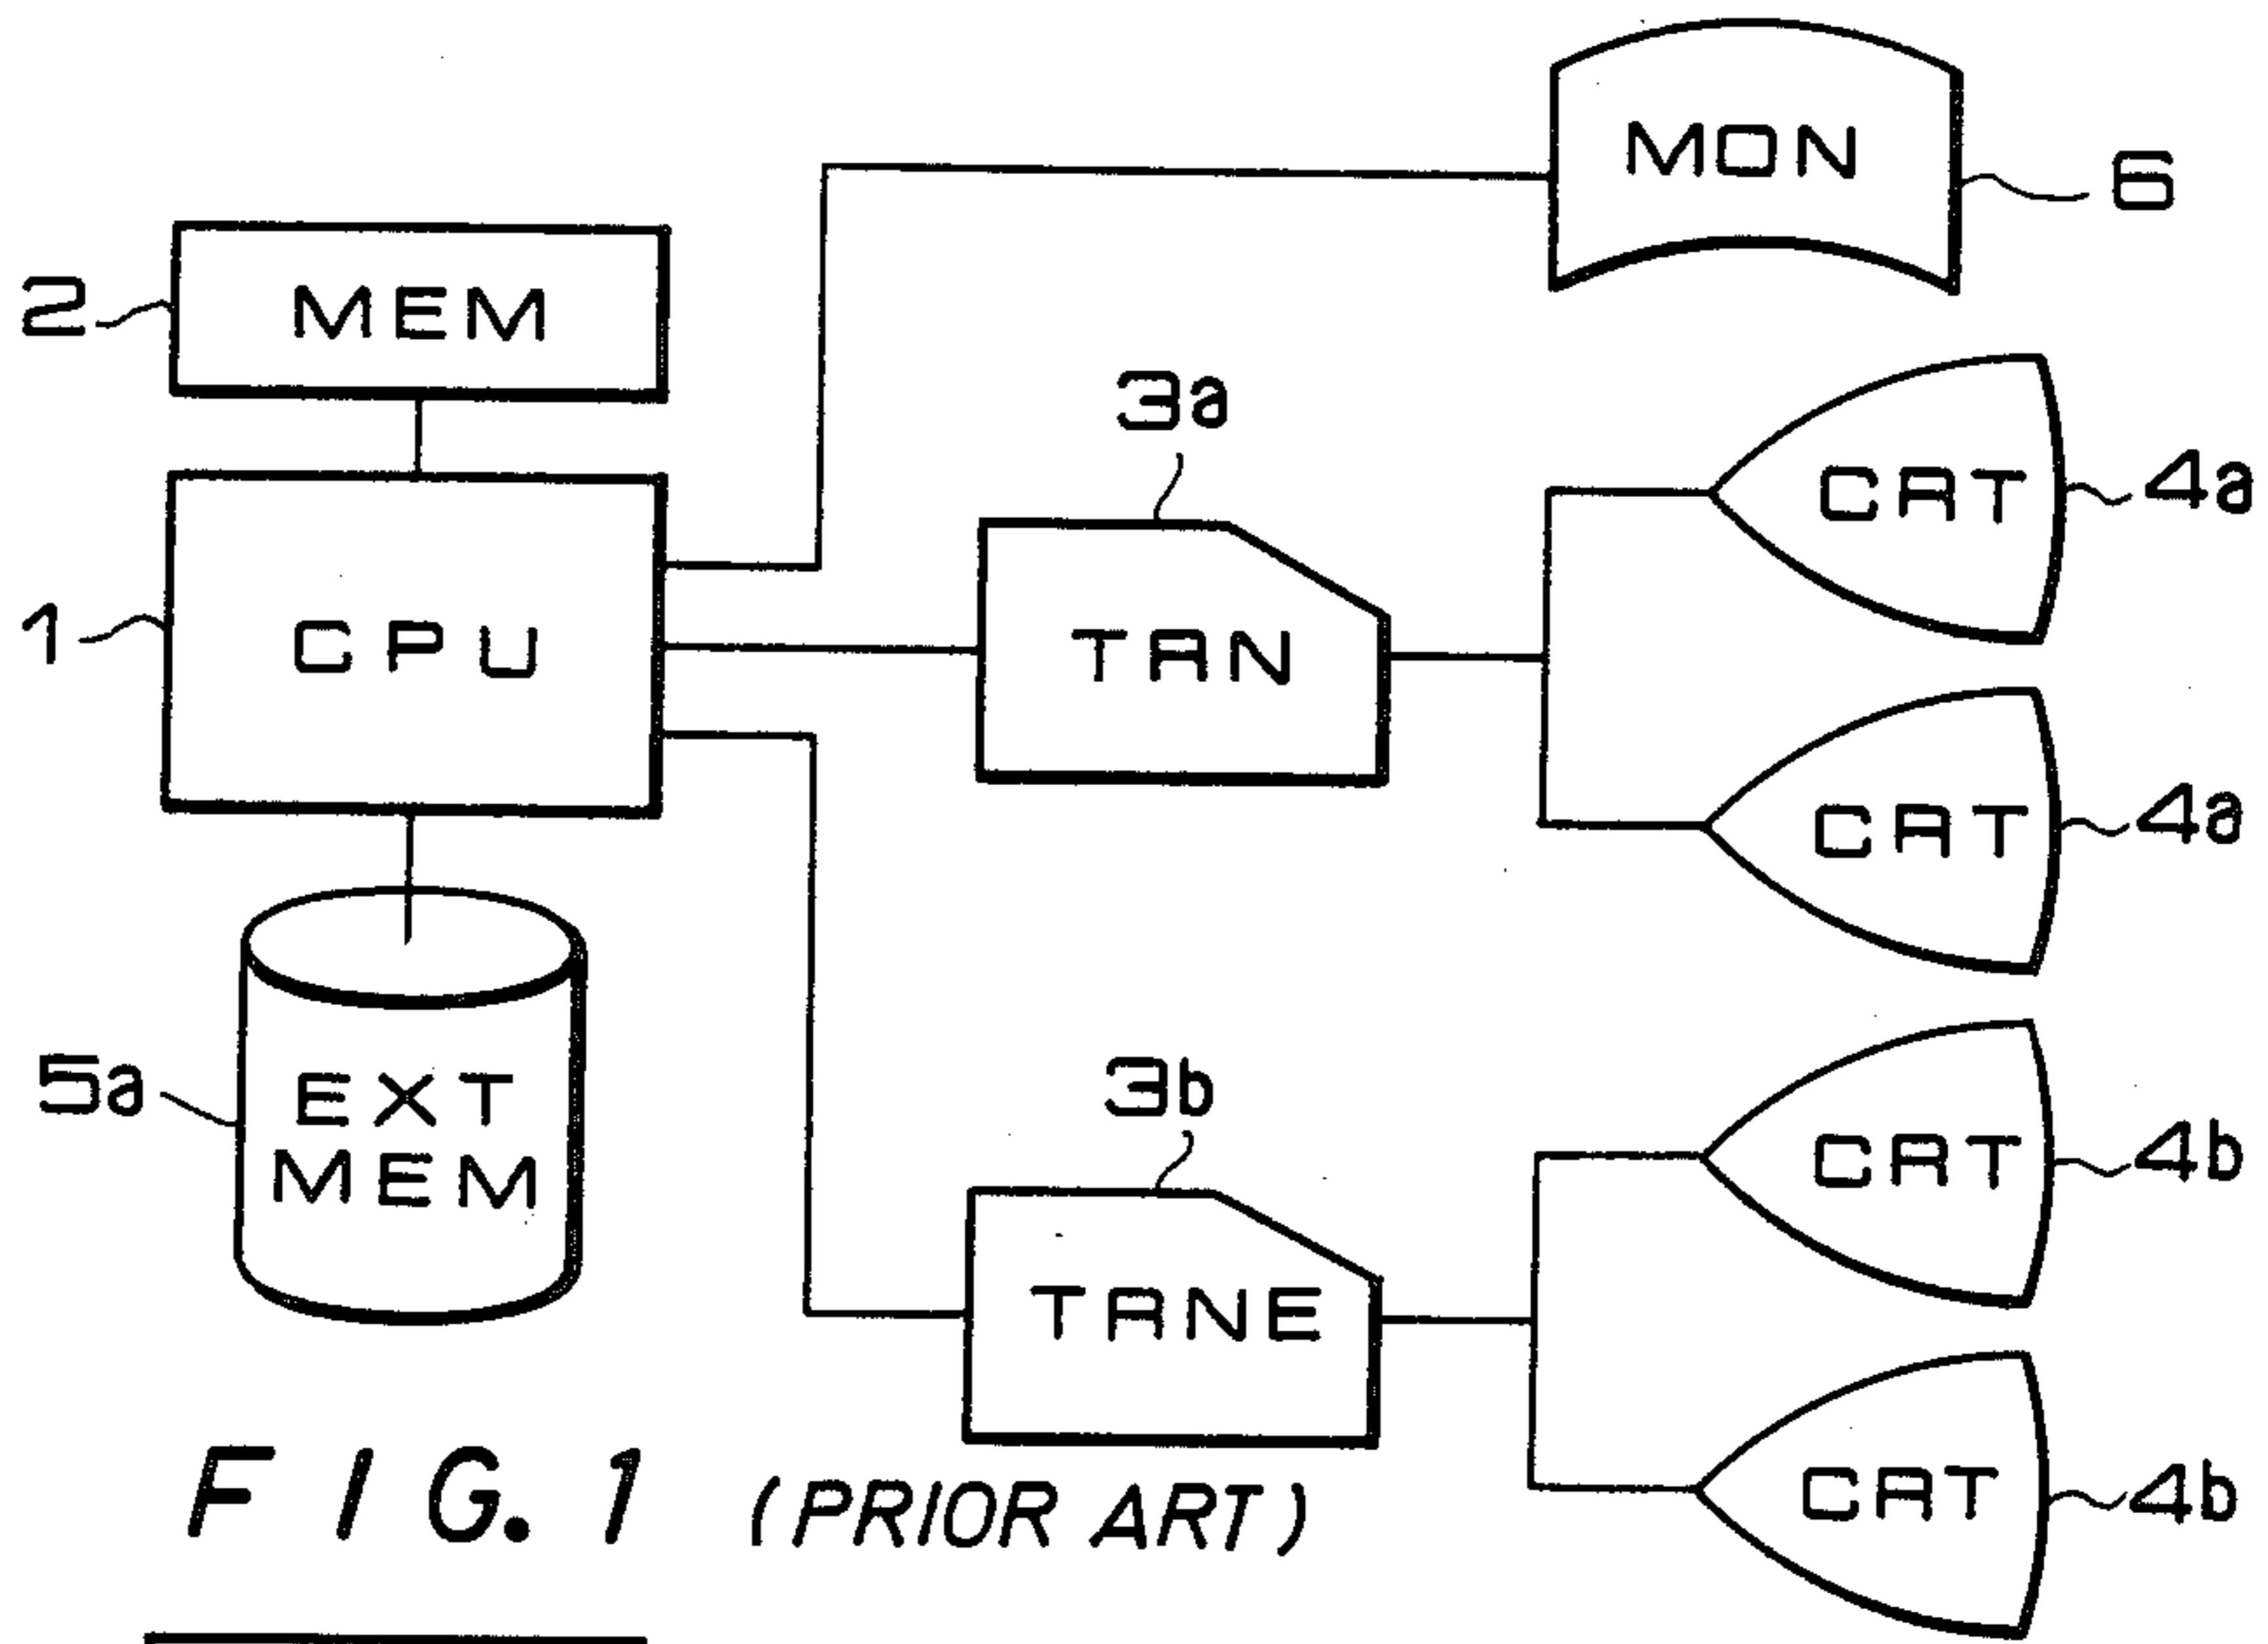 MON
6
2
MEM
3a
CRT
4a
1
CPU
TRN
CRT
4a
5a
EXT
MEM
3b
CRT
4b
TRNE
CRT
4b
FIG. 1 (PRIOR ART)